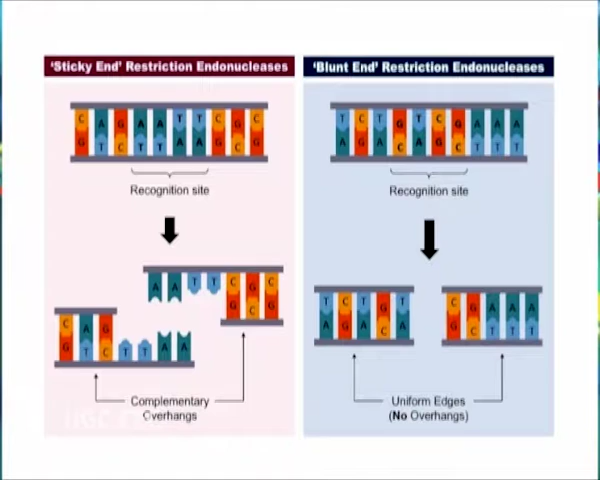 'Sticky End' Restriction Endonucleases
C A G A A T T C G C
G T C T T A A G C G
Recognition site
A A T T C G C
G C G
C A G
G T C T T A A
Complementary
Overhangs
'Blunt End' Restriction Endonucleases
T C T G T C G A A A
A G A C A G C T T T
Recognition site
T C T G T
A G A C A
C G A A A
G C T T T
Uniform Edges
(No Overhangs)